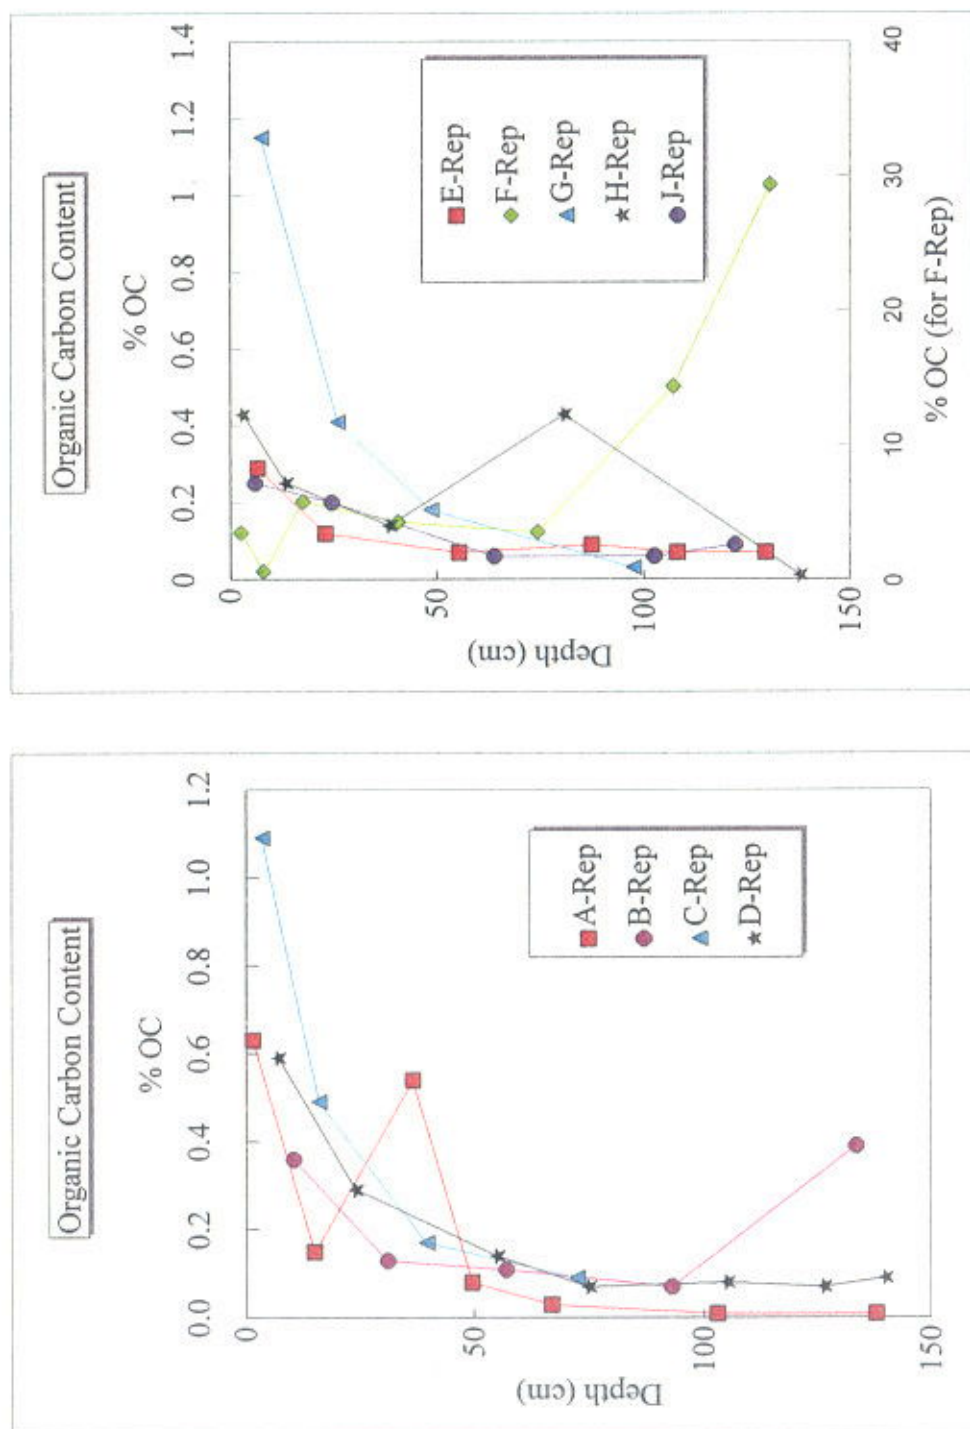 Organic Carbon Content
% OC
0.0 0.2 0.4 0.6 0.8 1.0 1.2
0
50
100
150
Depth (cm)
A-Rep
B-Rep
C-Rep
D-Rep
Organic Carbon Content
% OC
0 0.2 0.4 0.6 0.8 1 1.2 1.4
0
50
100
150
Depth (cm)
E-Rep
F-Rep
G-Rep
H-Rep
J-Rep
0 10 20 30 40
% OC (for F-Rep)